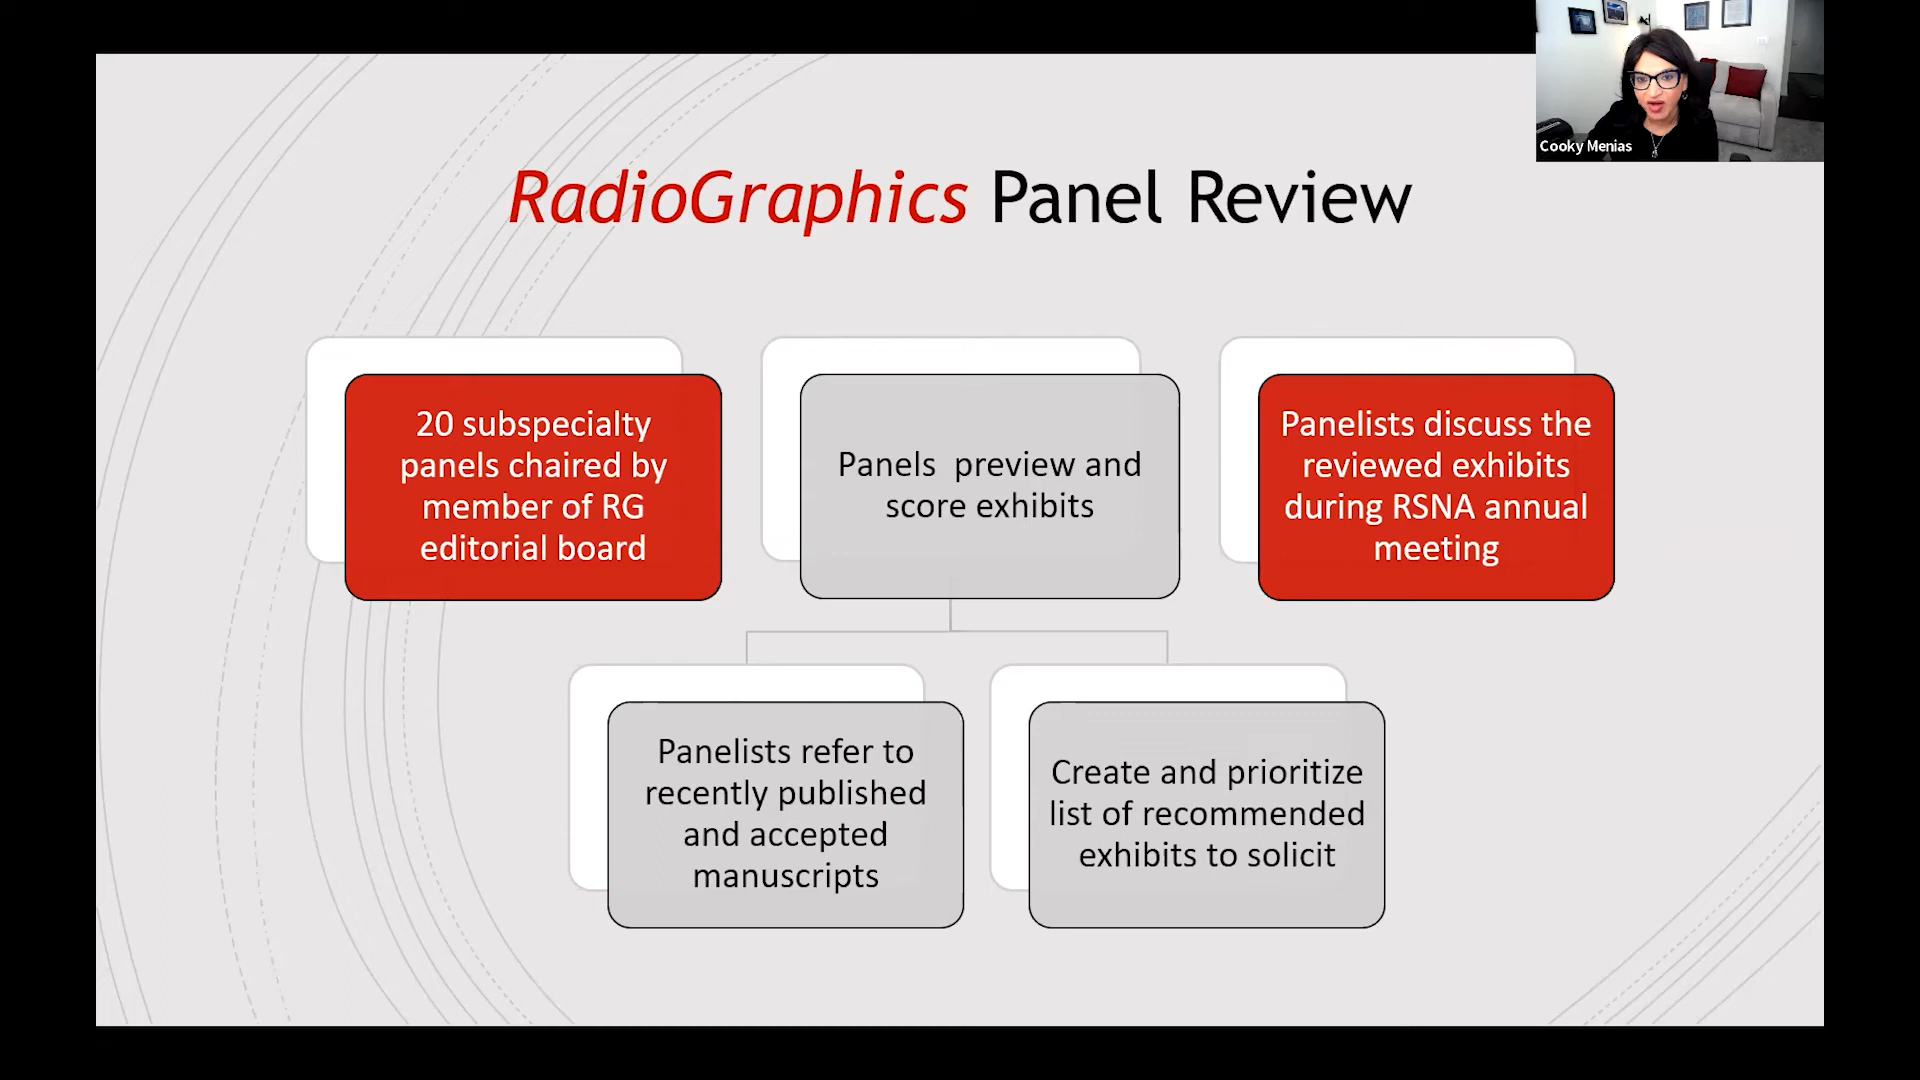 Cooky Menias
RadioGraphics Panel Review
20 subspecialty
panels chaired by
member of RG
editorial board
Panels preview and
score exhibits
Panelists discuss the
reviewed exhibits
during RSNA annual
meeting
Panelists refer to
recently published
and accepted
manuscripts
Create and prioritize
list of recommended
exhibits to solicit